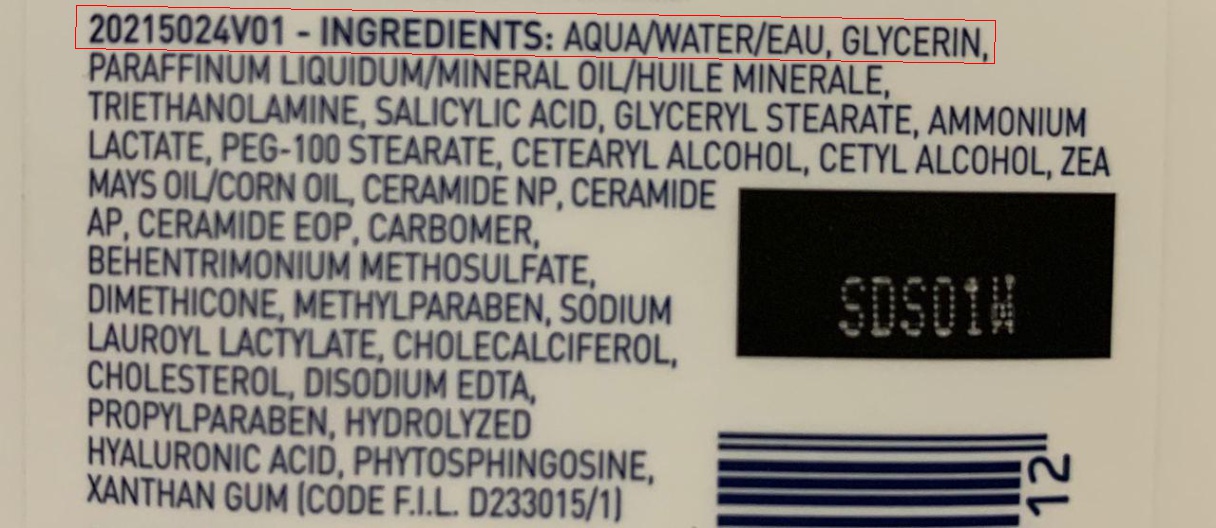 20215024V01 - INGREDIENTS: AQUA/WATER/EAU, GLYCERIN,
PARAFFINUM LIQUIDUM/MINERAL OIL/HUILE MINERALE,
TRIETHANOLAMINE, SALICYLIC ACID, GLYCERYL STEARATE, AMMONIUM
LACTATE, PEG-100 STEARATE, CETEARYL ALCOHOL, CETYL ALCOHOL, ZEA
MAYS OIL/CORN OIL, CERAMIDE NP, CERAMIDE
AP, CERAMIDE EOP, CARBOMER,
BEHENTRIMONIUM METHOSULFATE,
DIMETHICONE, METHYLPARABEN, SODIUM
LAUROYL LACTYLATE, CHOLECALCIFEROL,
CHOLESTEROL, DISODIUM EDTA,
PROPYLPARABEN, HYDROLYZED
HYALURONIC ACID, PHYTOSPHINGOSINE,
XANTHAN GUM (CODE F.I.L. D233015/1)
SDS01W
12